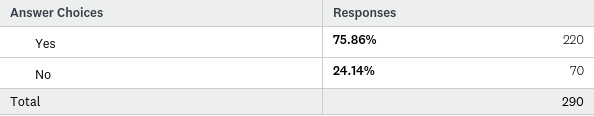 Answer Choices Responses
Yes 75.86% 220
No 24.14% 70
Total 290